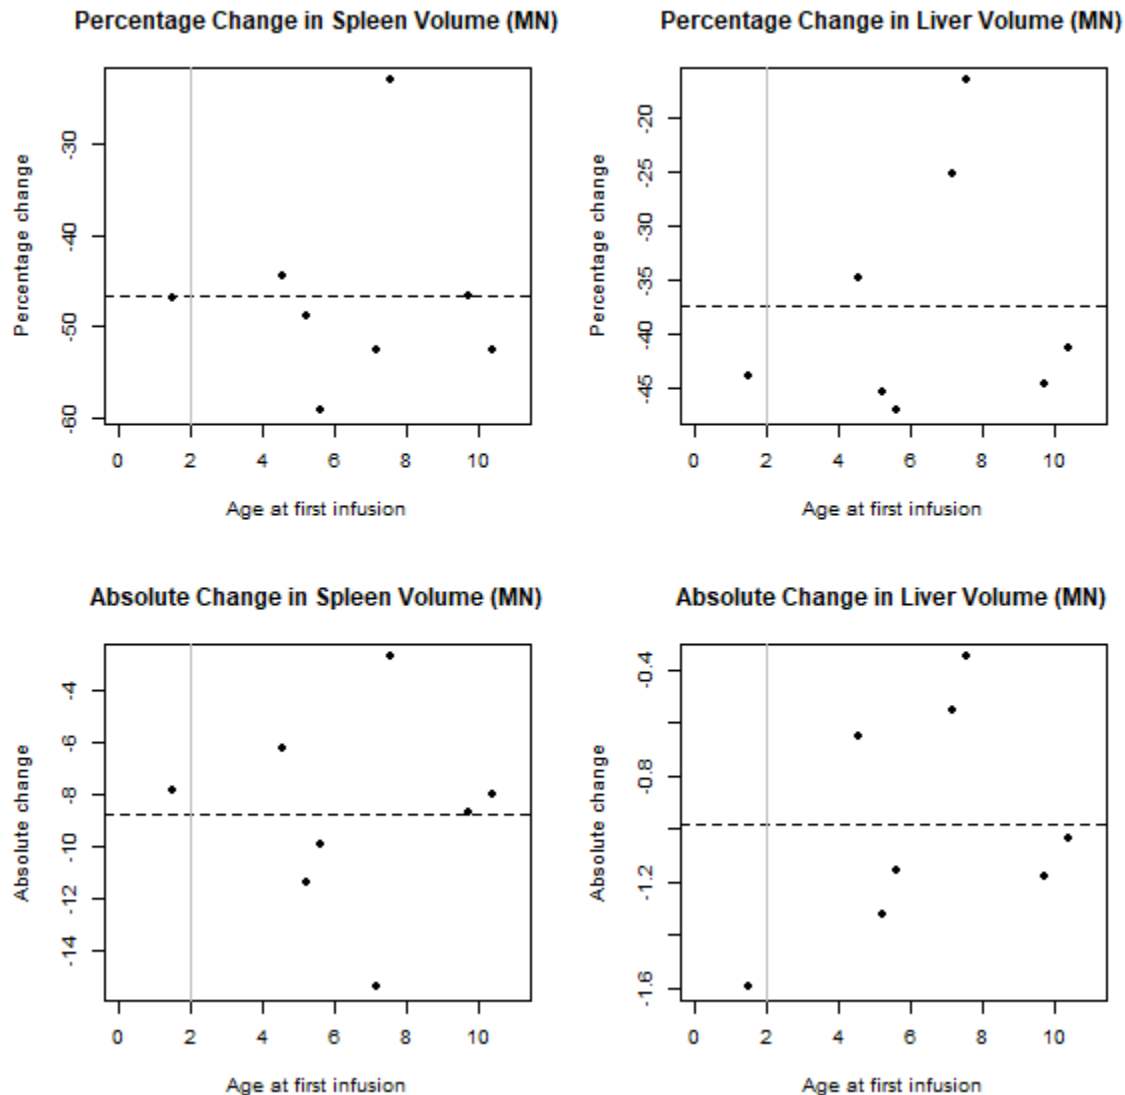 Percentage Change in Spleen Volume (MN)
Percentage change
-30
-40
-50
-60
0 2 4 6 8 10
Age at first infusion
Percentage Change in Liver Volume (MN)
Percentage change
-20
-25
-30
-35
-40
-45
0 2 4 6 8 10
Age at first infusion
Absolute Change in Spleen Volume (MN)
Absolute change
-4
-6
-8
-10
-12
-14
0 2 4 6 8 10
Age at first infusion
Absolute Change in Liver Volume (MN)
Absolute change
-0.4
-0.8
-1.2
-1.6
0 2 4 6 8 10
Age at first infusion